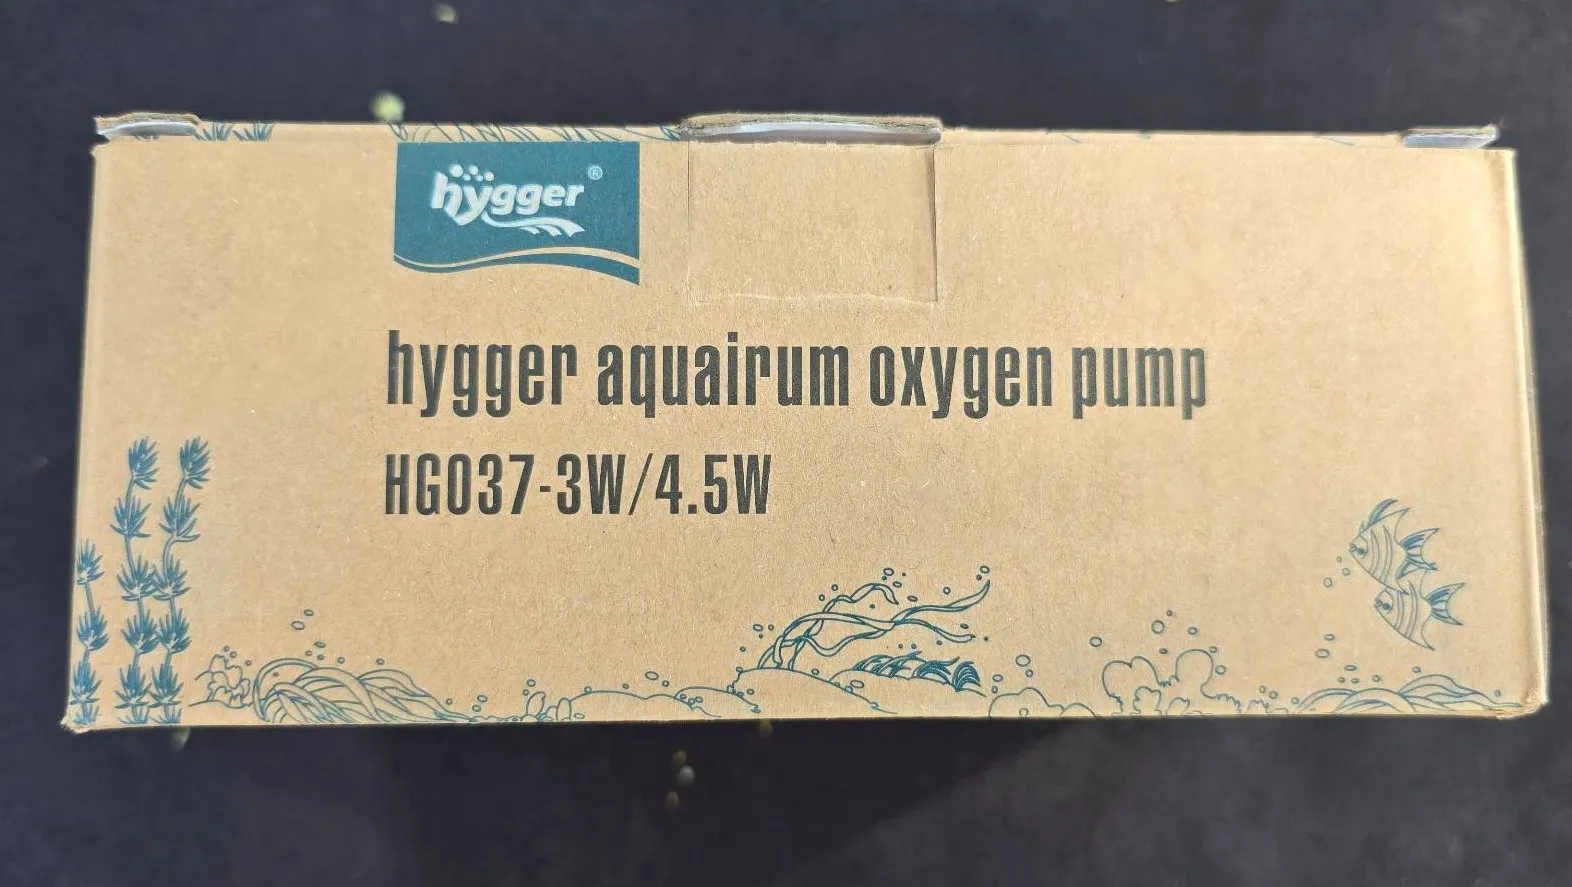 hygger®
hygger aquairum oxygen pump
HG037-3W/4.5W